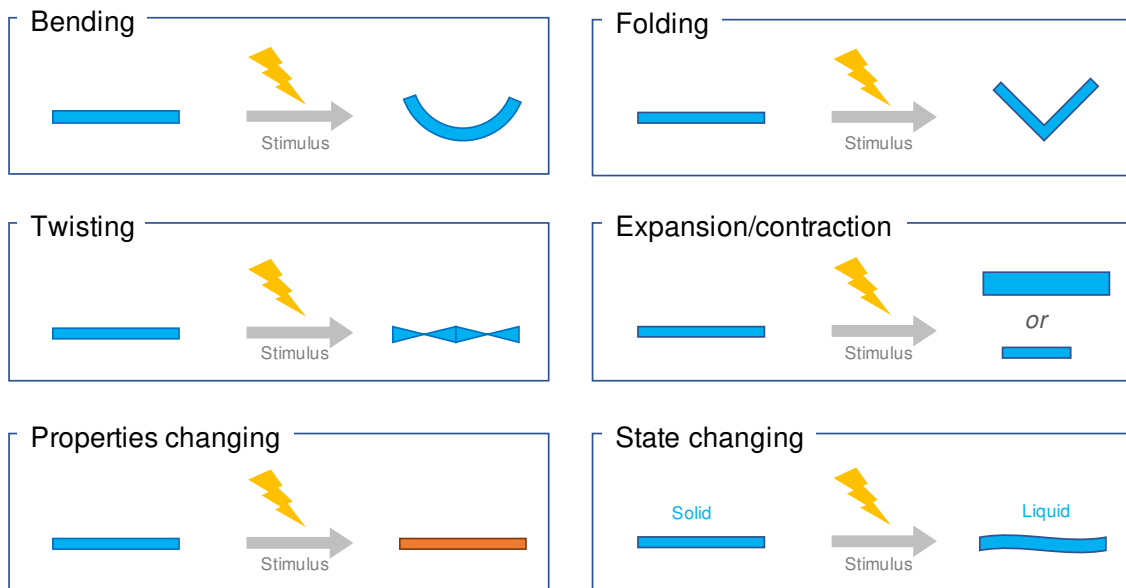 Bending
Stimulus
Folding
Stimulus
Twisting
Stimulus
Expansion/contraction
Stimulus
or
Properties changing
Stimulus
State changing
Solid
Stimulus
Liquid